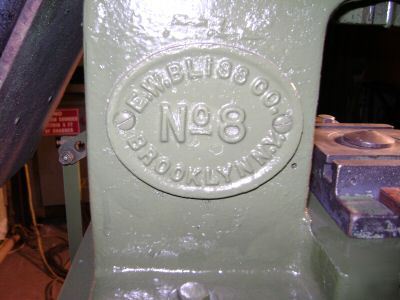 E.W. BLISS CO.
No 8
BROOKLYN N.Y.